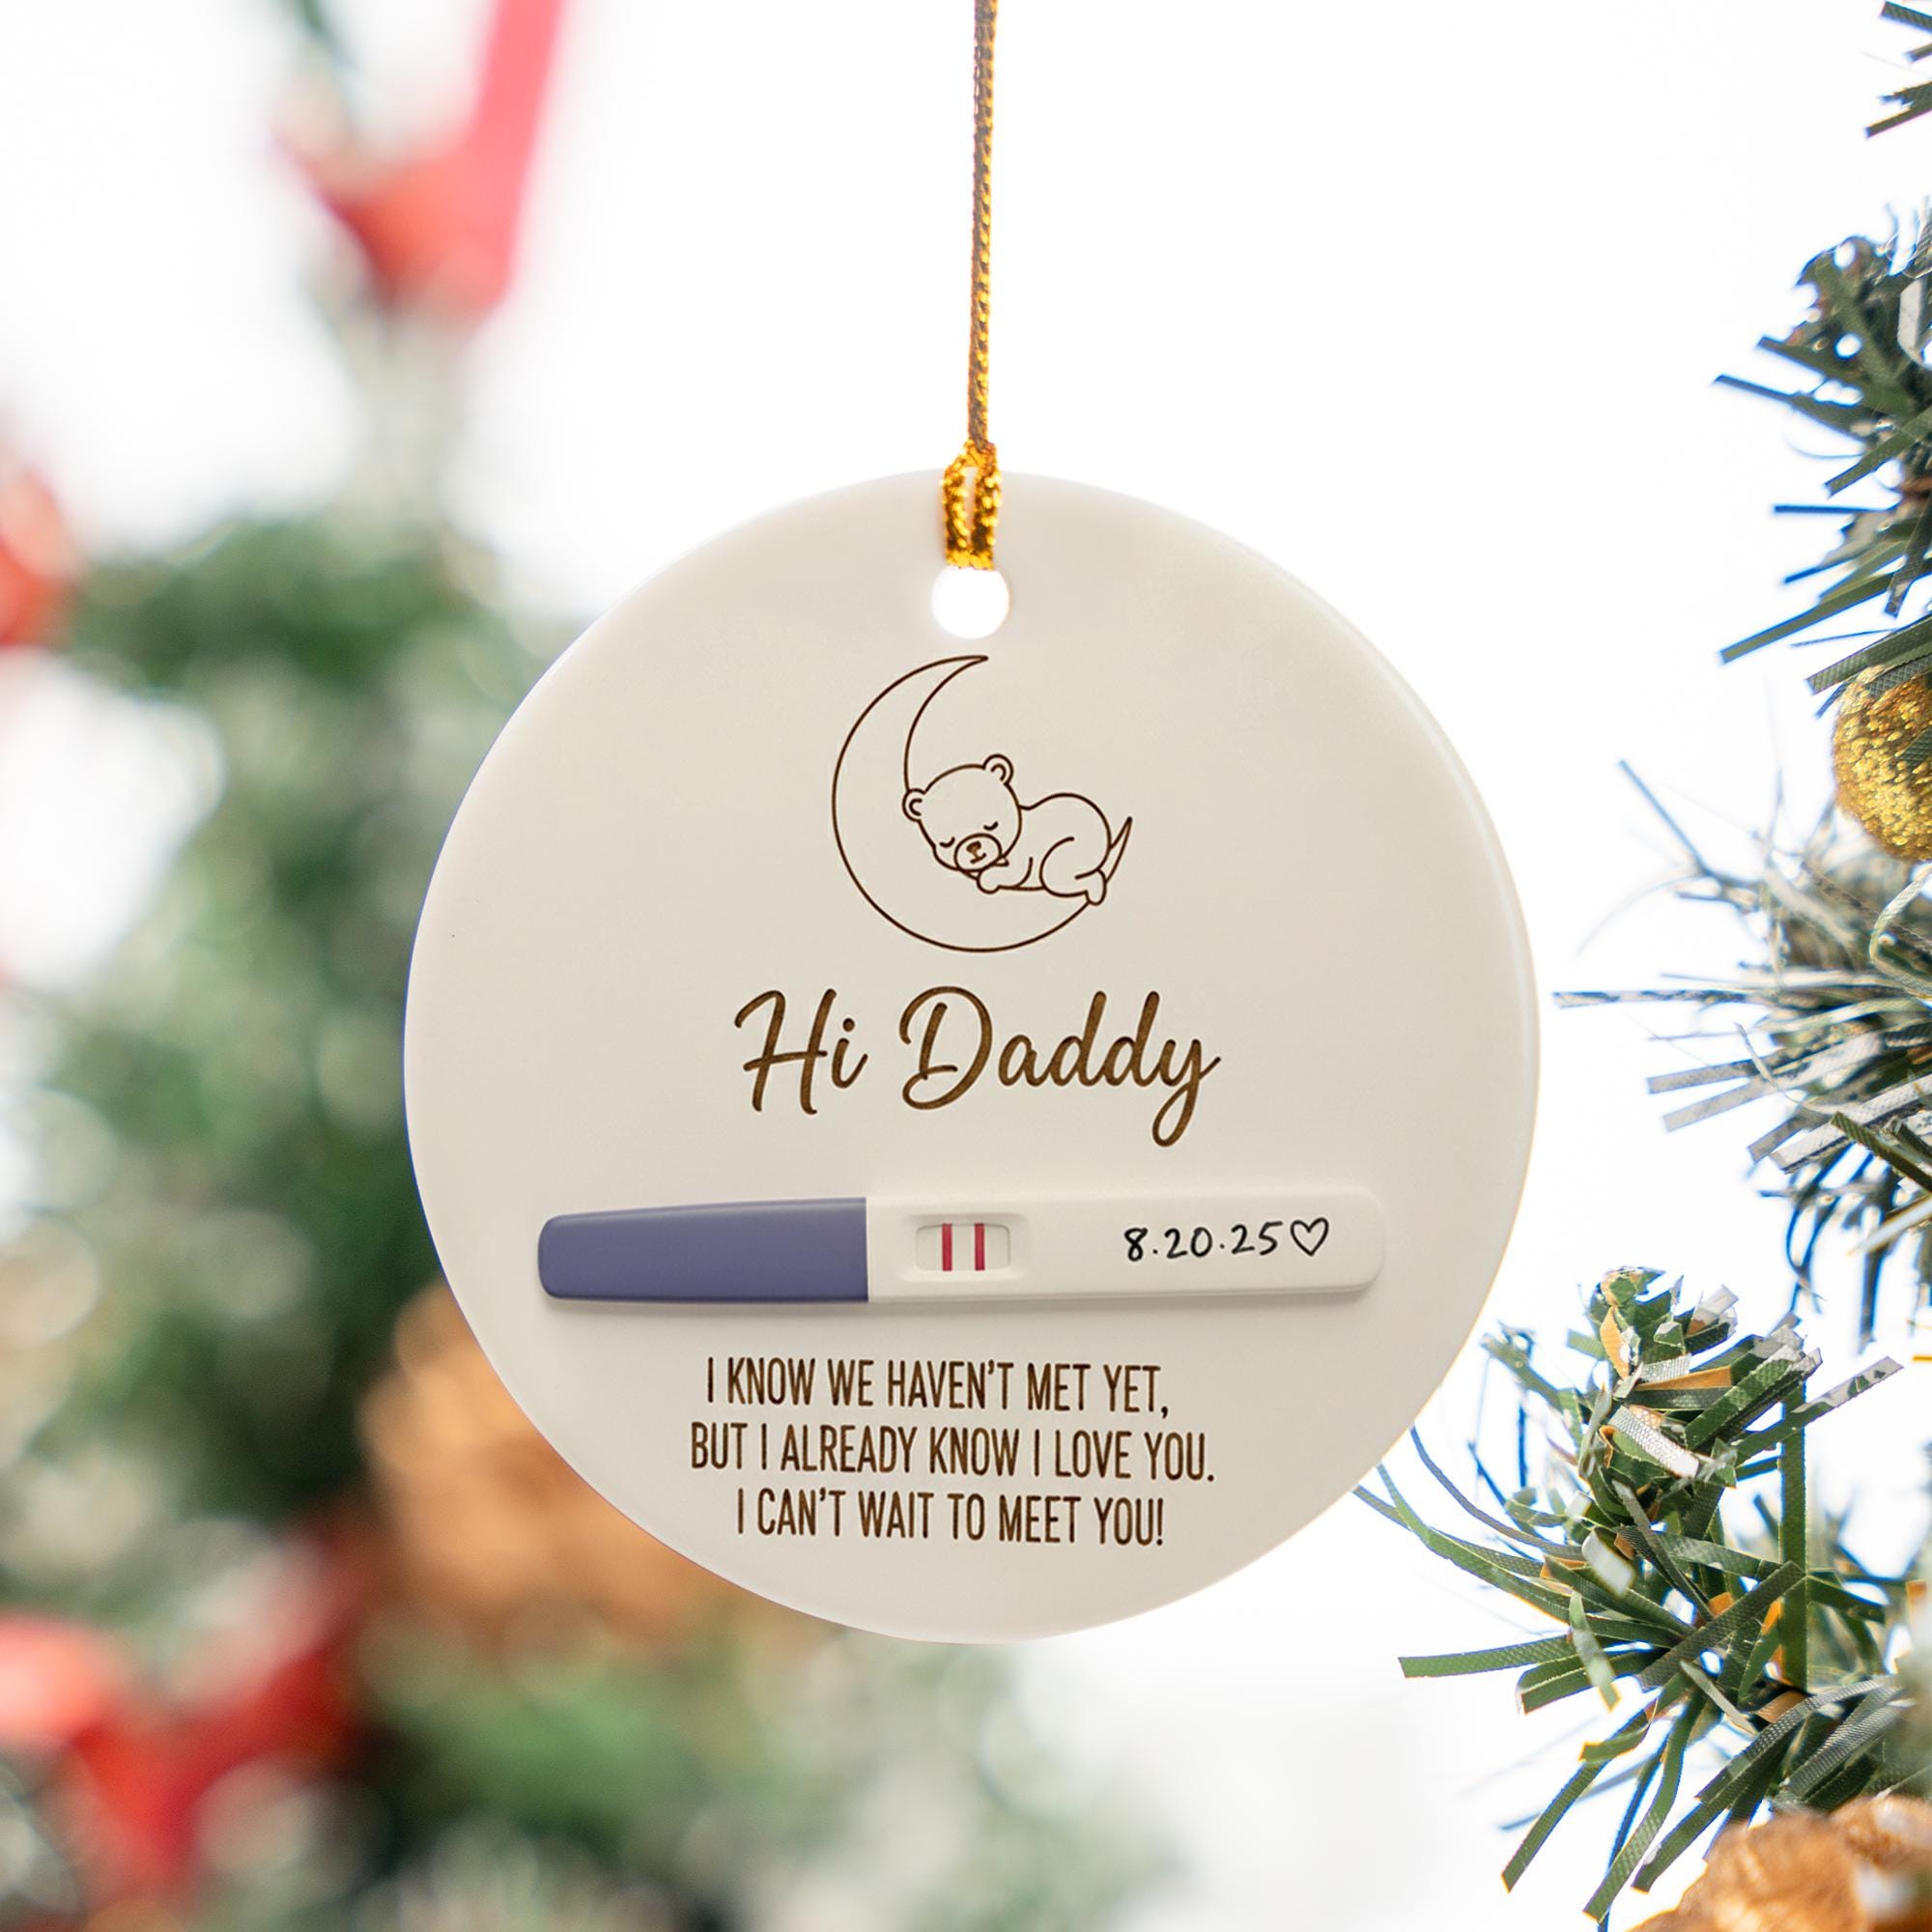 Hi Daddy
8.20.25♡
I KNOW WE HAVEN'T MET YET,
BUT I ALREADY KNOW I LOVE YOU.
I CAN'T WAIT TO MEET YOU!